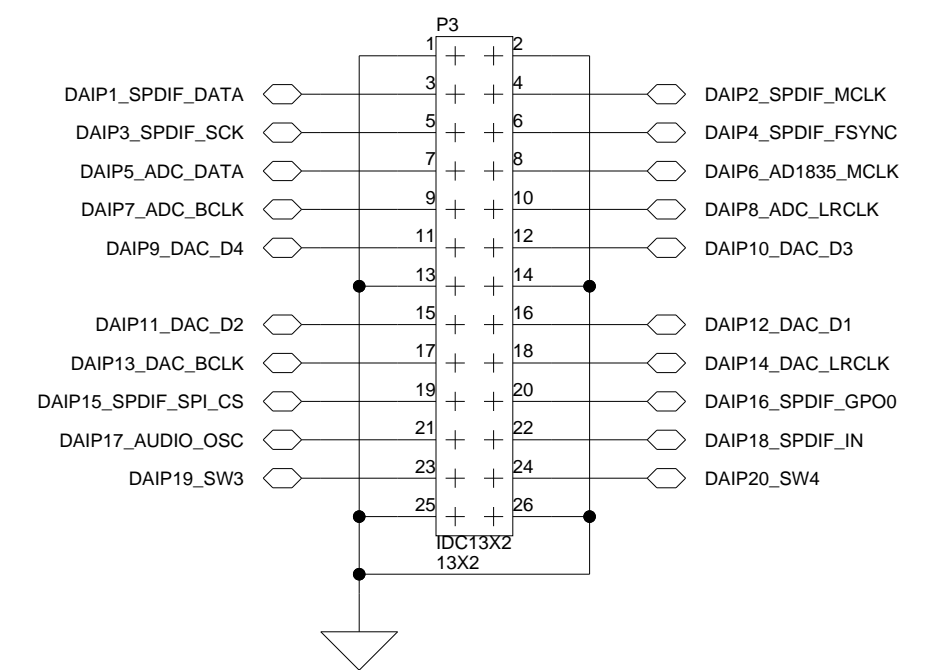 P3
1 2
DAIP1_SPDIF_DATA 3 4 DAIP2_SPDIF_MCLK
DAIP3_SPDIF_SCK 5 6 DAIP4_SPDIF_FSYNC
DAIP5_ADC_DATA 7 8 DAIP6_AD1835_MCLK
DAIP7_ADC_BCLK 9 10 DAIP8_ADC_LRCLK
DAIP9_DAC_D4 11 12 DAIP10_DAC_D3
13 14
DAIP11_DAC_D2 15 16 DAIP12_DAC_D1
DAIP13_DAC_BCLK 17 18 DAIP14_DAC_LRCLK
DAIP15_SPDIF_SPI_CS 19 20 DAIP16_SPDIF_GPO0
DAIP17_AUDIO_OSC 21 22 DAIP18_SPDIF_IN
DAIP19_SW3 23 24 DAIP20_SW4
25 26
IDC13X2
13X2